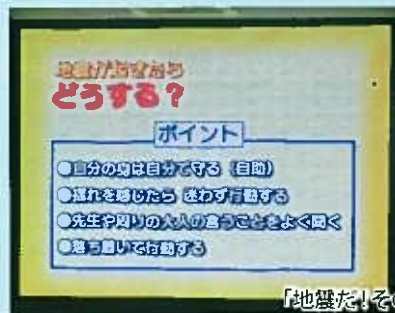 地震が起きたら
どうする？
ポイント
●自分の身は自分で守る（自助）
●揺れを感じたら 迷わず行動する
●先生や周りの大人の言うことをよく聞く
●落ち着いて行動する
「地震だ！その